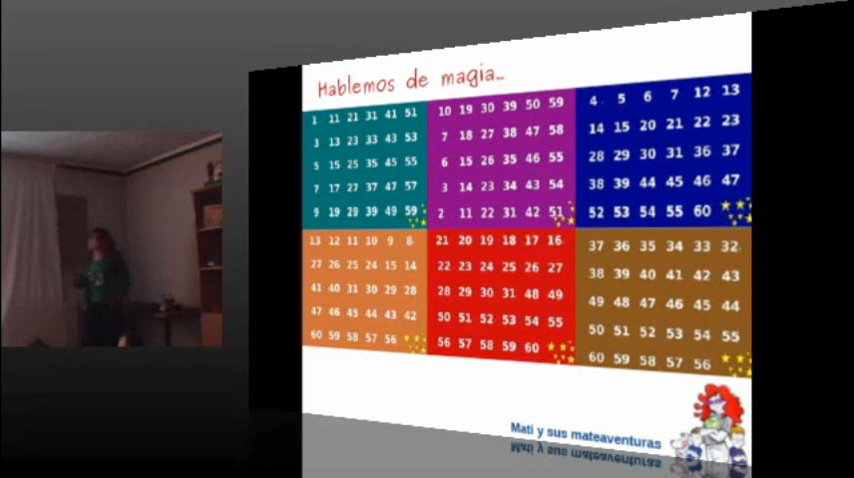 Hablemos de magia...
1 11 21 31 41 51
3 13 23 33 43 53
5 15 25 35 45 55
7 17 27 37 47 57
9 19 29 39 49 59
10 19 30 39 50 59
7 18 27 38 47 58
6 15 26 35 46 55
3 14 23 34 43 54
2 11 22 31 42 51
4 5 6 7 12 13
14 15 20 21 22 23
28 29 30 31 36 37
38 39 44 45 46 47
52 53 54 55 60
13 12 11 10 9 8
27 26 25 24 15 14
41 40 31 30 29 28
47 46 45 44 43 42
60 59 58 57 56
21 20 19 18 17 16
22 23 24 25 26 27
28 29 30 31 48 49
50 51 52 53 54 55
56 57 58 59 60
37 36 35 34 33 32
38 39 40 41 42 43
49 48 47 46 45 44
50 51 52 53 54 55
60 59 58 57 56
Mati y sus mateaventuras